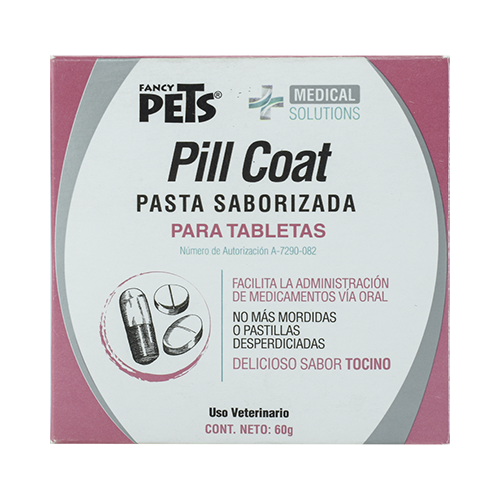 FANCY
PETS®
MEDICAL
SOLUTIONS
Pill Coat
PASTA SABORIZADA
PARA TABLETAS
Número de Autorización A-7290-082
FACILITA LA ADMINISTRACIÓN
DE MEDICAMENTOS VÍA ORAL
NO MÁS MORDIDAS
O PASTILLAS
DESPERDICIADAS
DELICIOSO SABOR TOCINO
Uso Veterinario
CONT. NETO: 60g